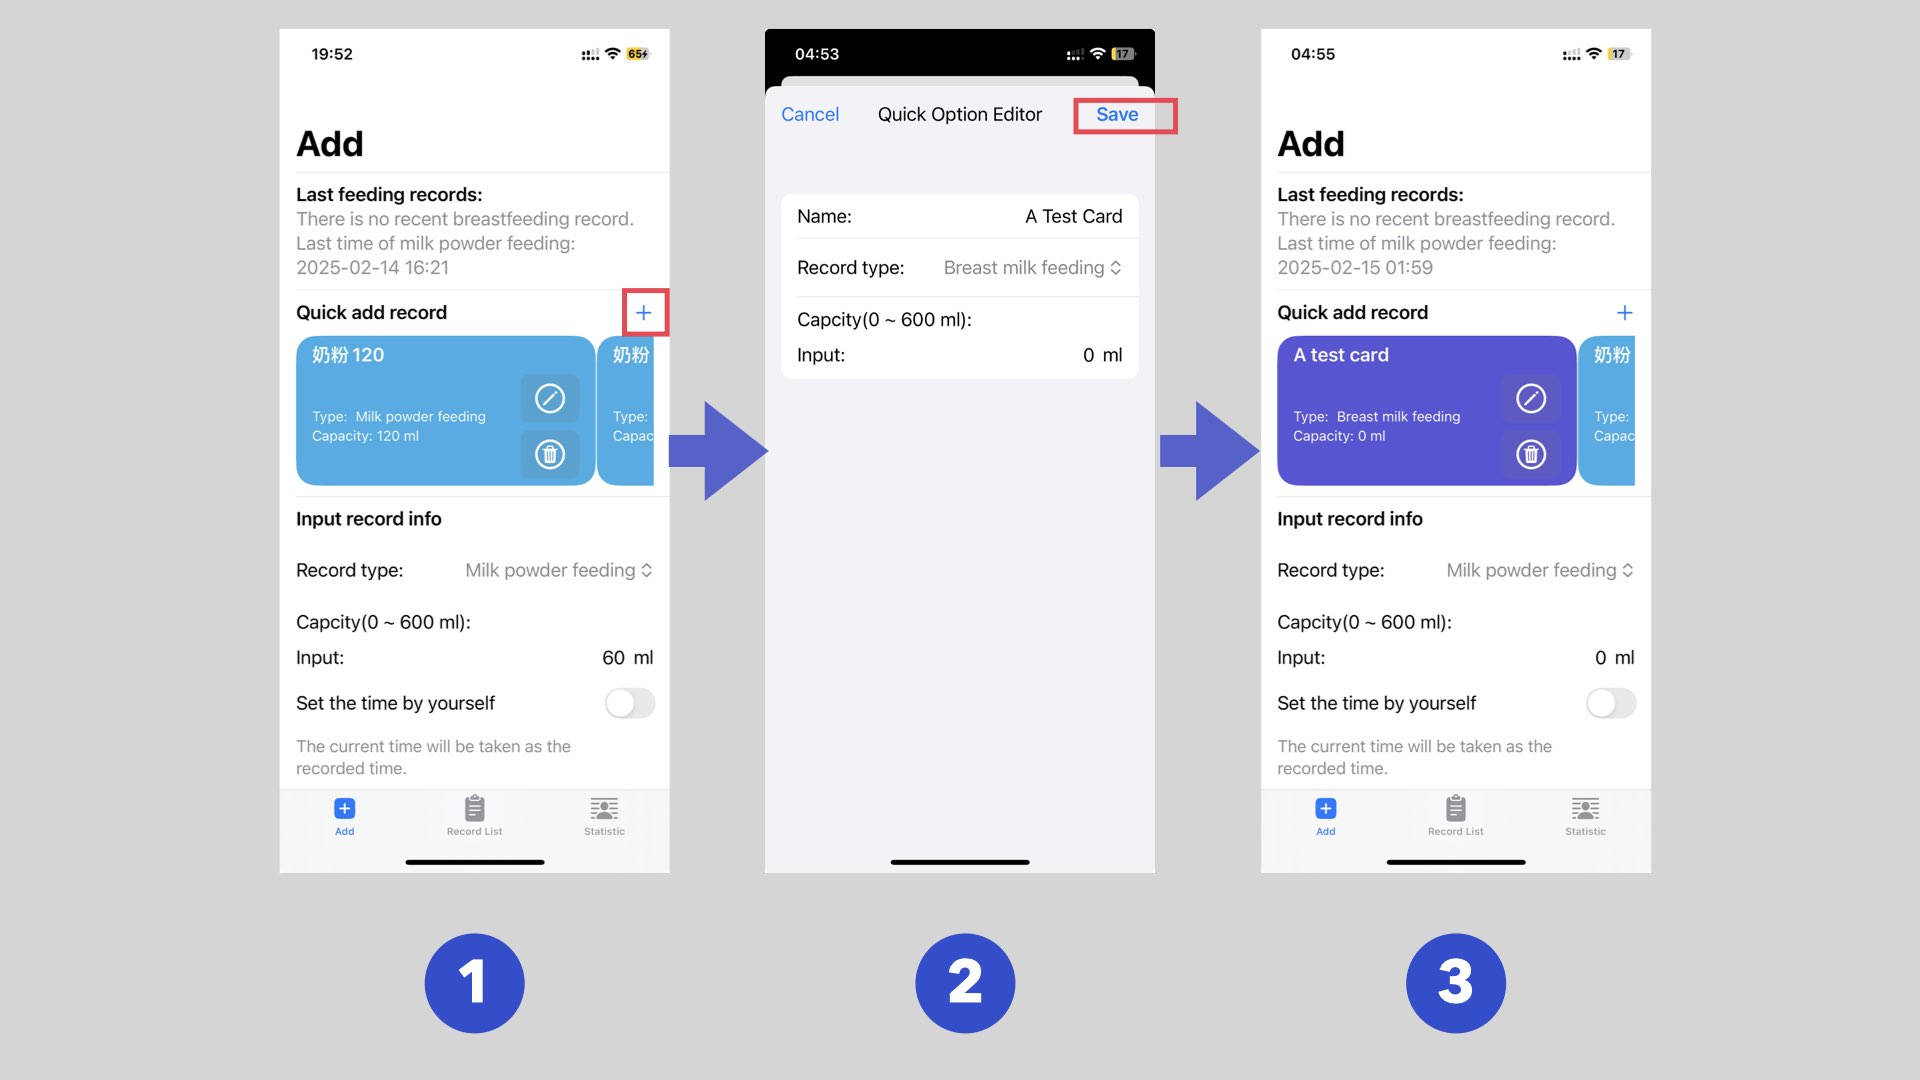 19:52
65
Add
Last feeding records:
There is no recent breastfeeding record.
Last time of milk powder feeding:
2025-02-14 16:21
Quick add record
+
奶粉 120
Type: Milk powder feeding
Capacity: 120 ml
奶粉
Type:
Capac
Input record info
Record type: Milk powder feeding
Capcity(0 ~ 600 ml):
Input: 60 ml
Set the time by yourself
The current time will be taken as the
recorded time.
Add Record List Statistic
1
04:53
17
Cancel Quick Option Editor Save
Name: A Test Card
Record type: Breast milk feeding
Capcity(0 ~ 600 ml):
Input: 0 ml
2
04:55
17
Add
Last feeding records:
There is no recent breastfeeding record.
Last time of milk powder feeding:
2025-02-15 01:59
Quick add record
+
A test card
Type: Breast milk feeding
Capacity: 0 ml
奶粉
Type:
Capac
Input record info
Record type: Milk powder feeding
Capcity(0 ~ 600 ml):
Input: 0 ml
Set the time by yourself
The current time will be taken as the
recorded time.
Add Record List Statistic
3